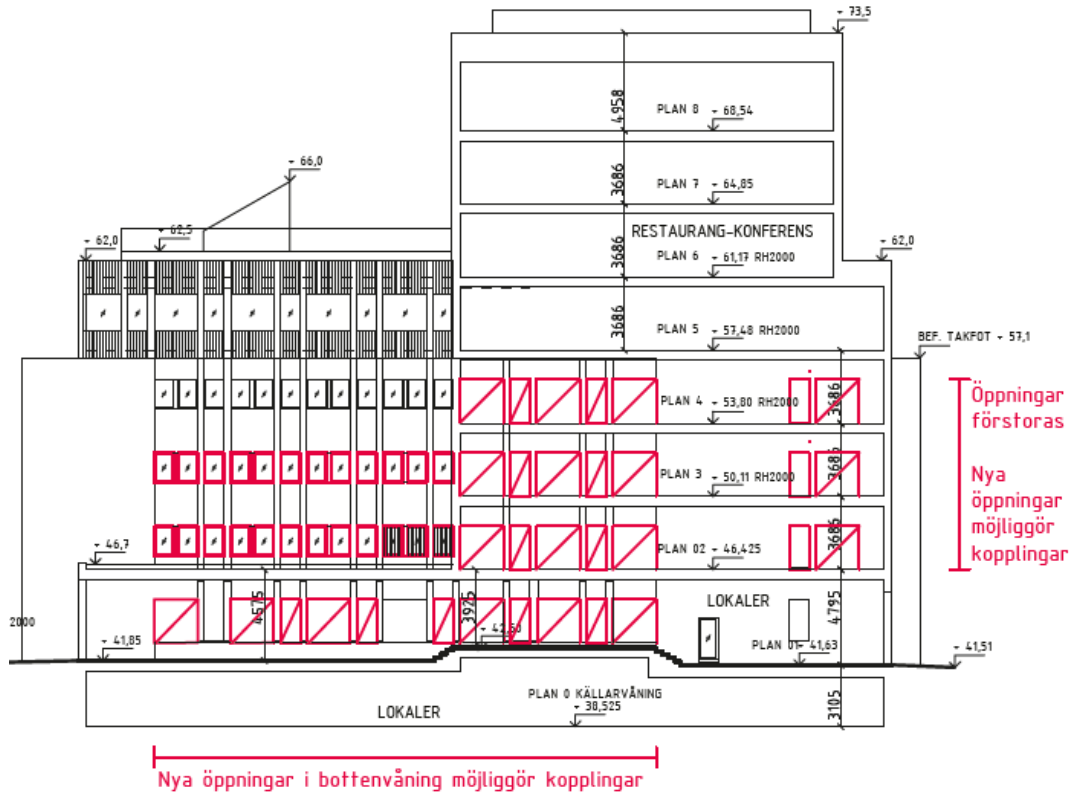 73,5
4958
PLAN 8 68,54
66,0
3686
PLAN 7 64,85
62,0
62,5
RESTAURANG-KONFERENS
62,0
3686
PLAN 6 61,17 RH2000
3686
PLAN 5 57,48 RH2000
BEF. TAKFOT 57,1
PLAN 4 53,80 RH2000
3686
Öppningar
förstoras
PLAN 3 50,11 RH2000
3686
Nya
öppningar
möjliggör
kopplingar
46,7
PLAN 02 46,425
3686
4575
3925
LOKALER
4795
2000
41,85
PLAN 01 41,63
41,51
PLAN 0 KÄLLARVÅNING
38,525
LOKALER
3105
Nya öppningar i bottenvåning möjliggör kopplingar